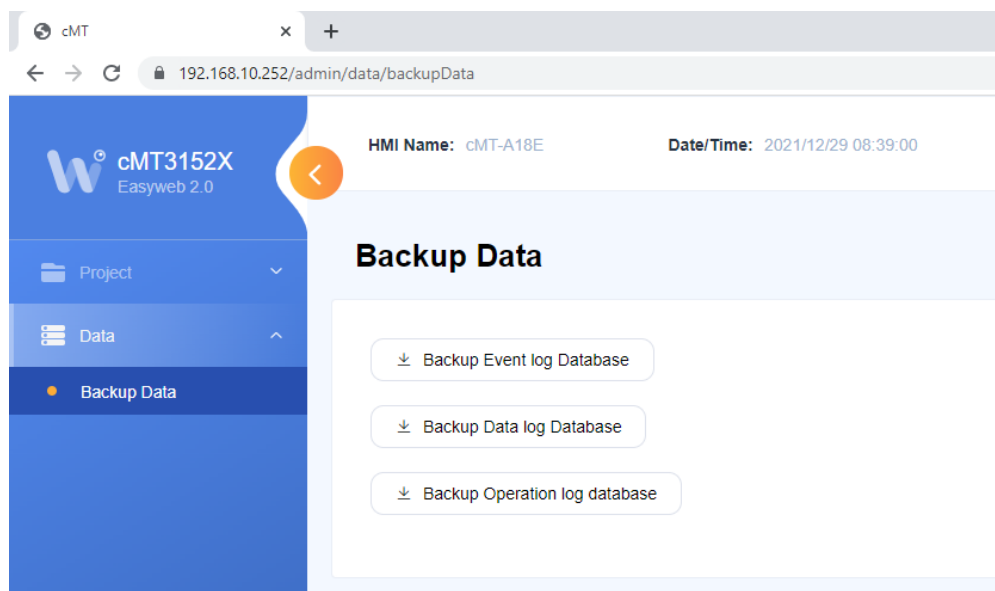 cMT
192.168.10.252/admin/data/backupData
cMT3152X
Easyweb 2.0
HMI Name: cMT-A18E Date/Time: 2021/12/29 08:39:00
Project
Data
Backup Data
Backup Data
Backup Event log Database
Backup Data log Database
Backup Operation log database